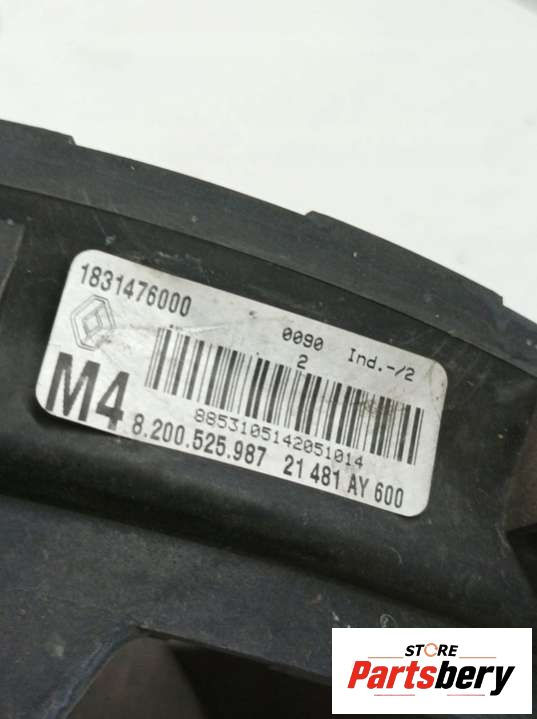 1831476000
0090 Ind.-/2
2
M4
8853105142051014
8.200.525.987 21 481 AY 600
STORE
Partsbery